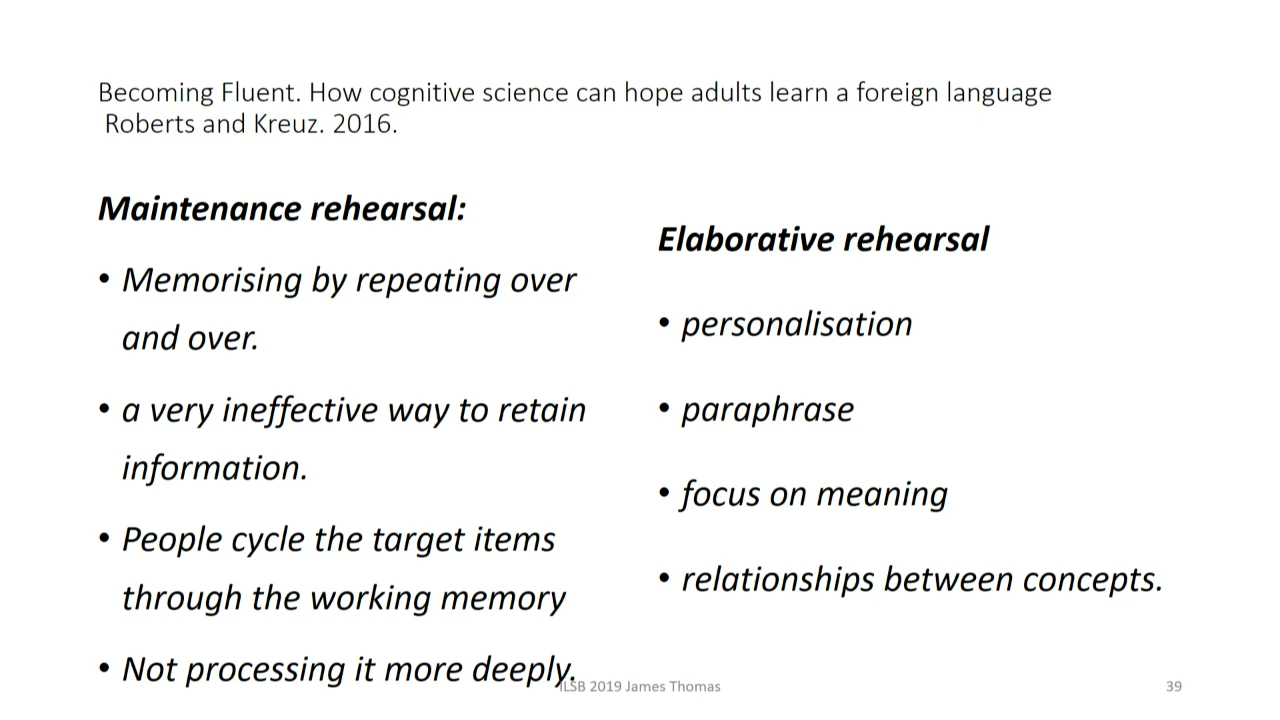 Becoming Fluent. How cognitive science can hope adults learn a foreign language
Roberts and Kreuz. 2016.
Maintenance rehearsal:
• Memorising by repeating over
and over.
• a very ineffective way to retain
information.
• People cycle the target items
through the working memory
• Not processing it more deeply.
Elaborative rehearsal
• personalisation
• paraphrase
• focus on meaning
• relationships between concepts.
ILSB 2019 James Thomas
39